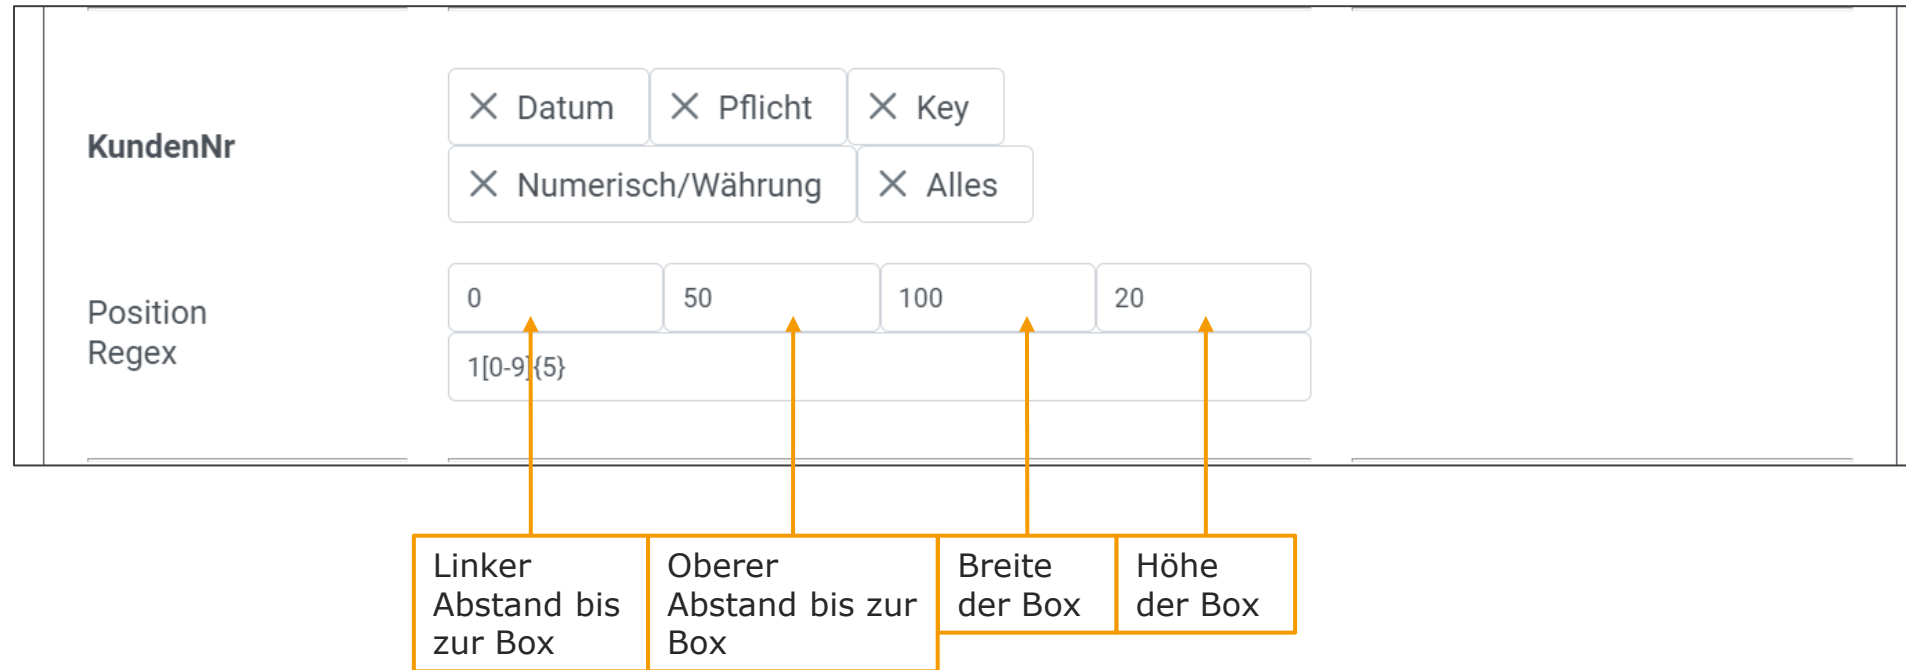 KundenNr
Datum
Pflicht
Key
Numerisch/Währung
Alles
Position
Regex
0
50
100
20
1[0-9]{5}
Linker
Abstand bis
zur Box
Oberer
Abstand bis zur
Box
Breite
der Box
Höhe
der Box